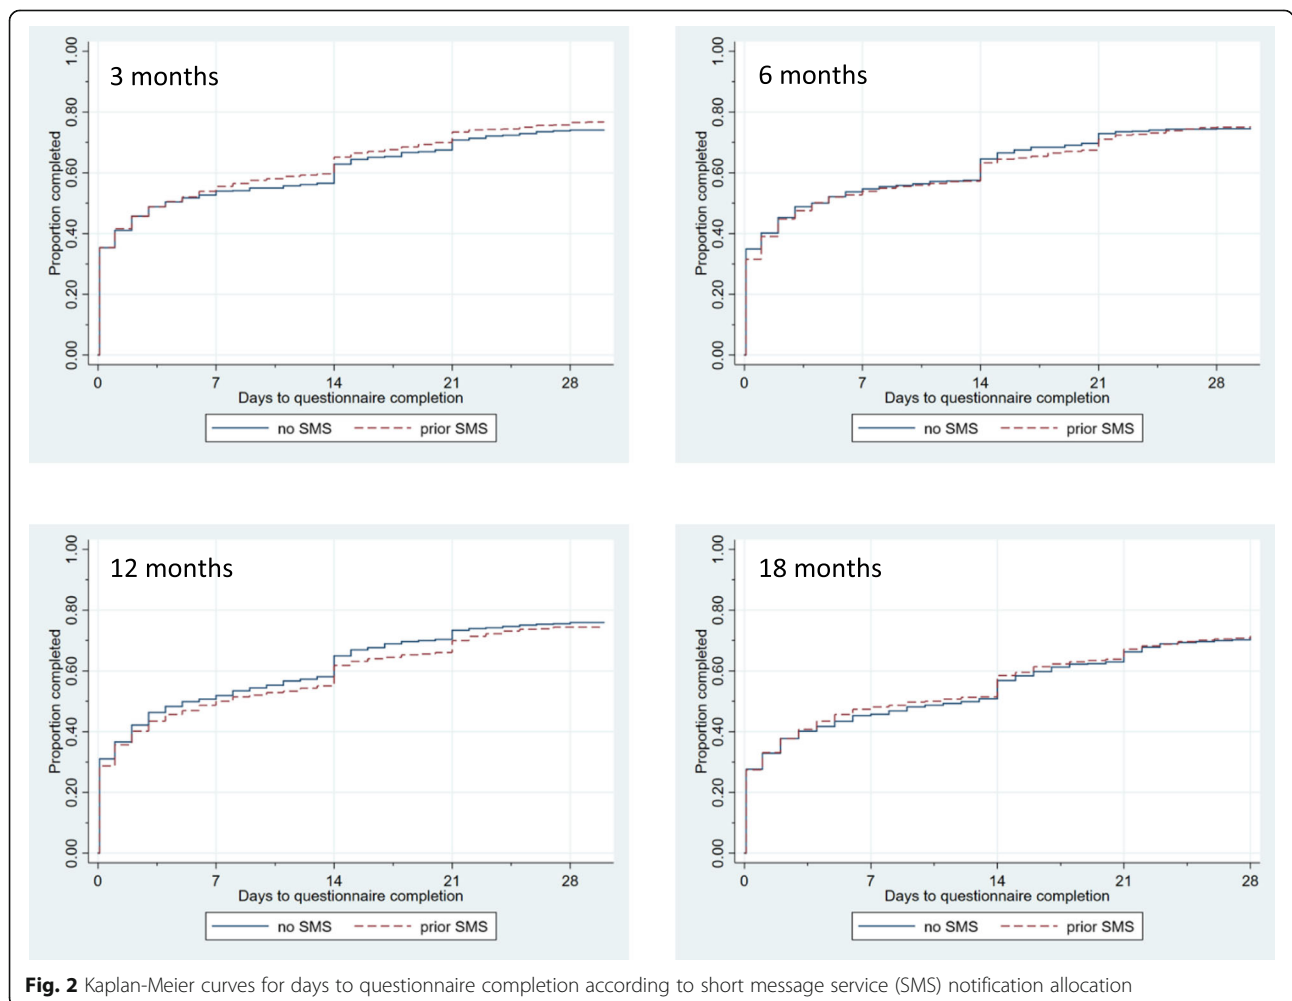 3 months
Proportion completed
1.00
0.80
0.60
0.40
0.20
0.00
0 7 14 21 28
Days to questionnaire completion
no SMS prior SMS
6 months
Proportion completed
1.00
0.80
0.60
0.40
0.20
0.00
0 7 14 21 28
Days to questionnaire completion
no SMS prior SMS
12 months
Proportion completed
1.00
0.80
0.60
0.40
0.20
0.00
0 7 14 21 28
Days to questionnaire completion
no SMS prior SMS
18 months
Proportion completed
1.00
0.80
0.60
0.40
0.20
0.00
0 7 14 21 28
Days to questionnaire completion
no SMS prior SMS
Fig. 2 Kaplan-Meier curves for days to questionnaire completion according to short message service (SMS) notification allocation